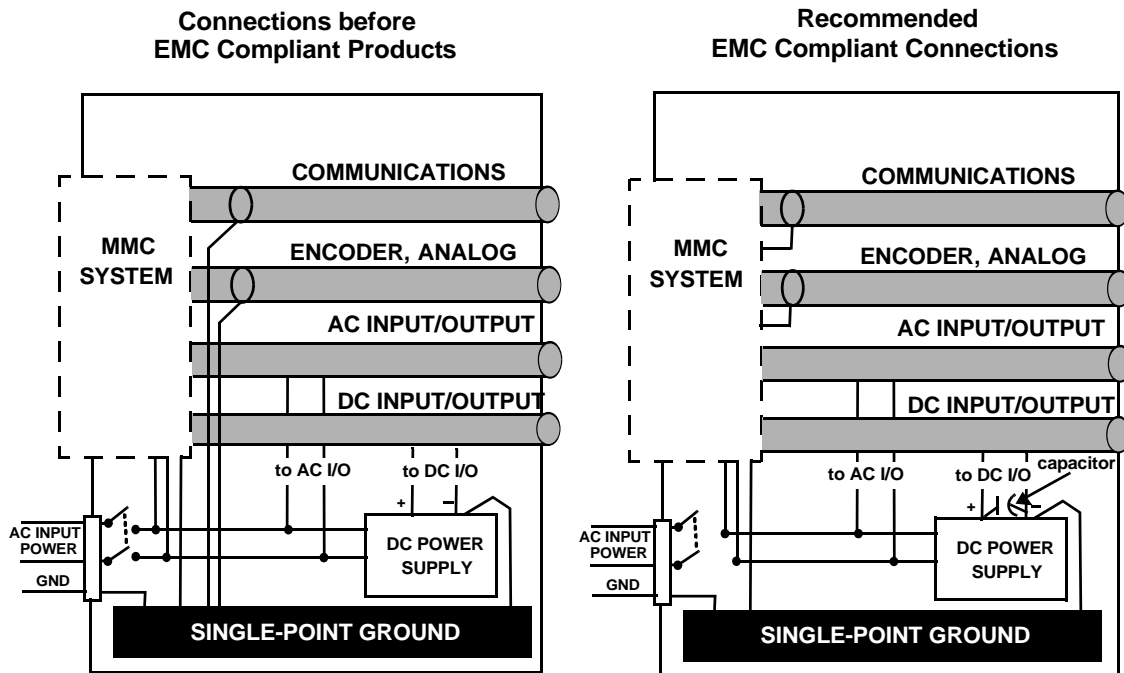 Connections before
EMC Compliant Products
COMMUNICATIONS
MMC
SYSTEM
ENCODER, ANALOG
AC INPUT/OUTPUT
DC INPUT/OUTPUT
to AC I/O
to DC I/O
+
–
AC INPUT
POWER
GND
DC POWER
SUPPLY
SINGLE-POINT GROUND
Recommended
EMC Compliant Connections
COMMUNICATIONS
MMC
SYSTEM
ENCODER, ANALOG
AC INPUT/OUTPUT
DC INPUT/OUTPUT
to AC I/O
to DC I/O
capacitor
+
–
AC INPUT
POWER
GND
DC POWER
SUPPLY
SINGLE-POINT GROUND